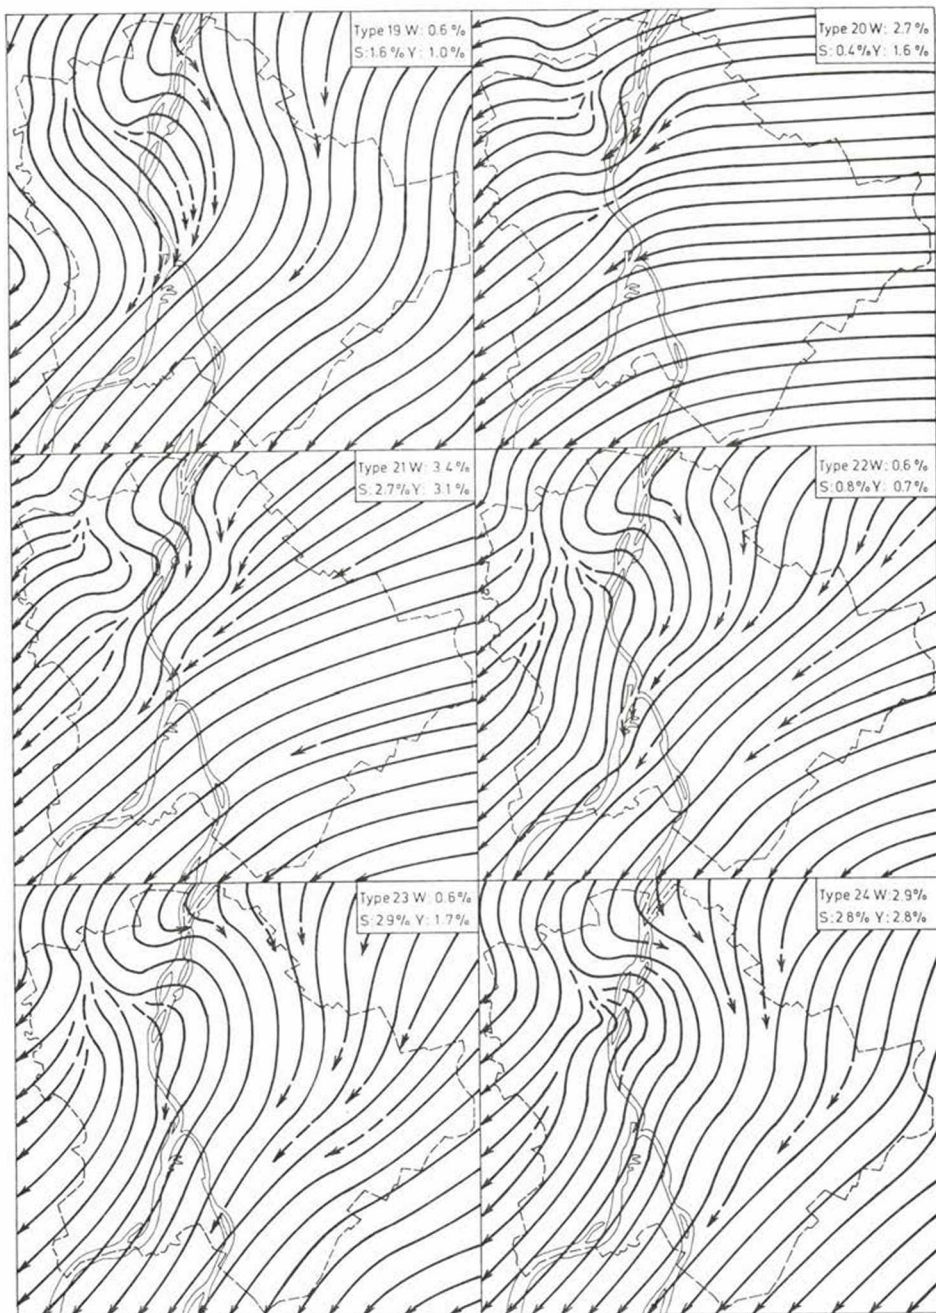 Type 19 W: 0.6%
S: 1.6% Y: 1.0%
Type 20 W: 2.7%
S: 0.4% Y: 1.6%
Type 21 W: 3.4%
S: 2.7% Y: 3.1%
Type 22 W: 0.6%
S: 0.8% Y: 0.7%
Type 23 W: 0.6%
S: 2.9% Y: 1.7%
Type 24 W: 2.9%
S: 2.8% Y: 2.8%